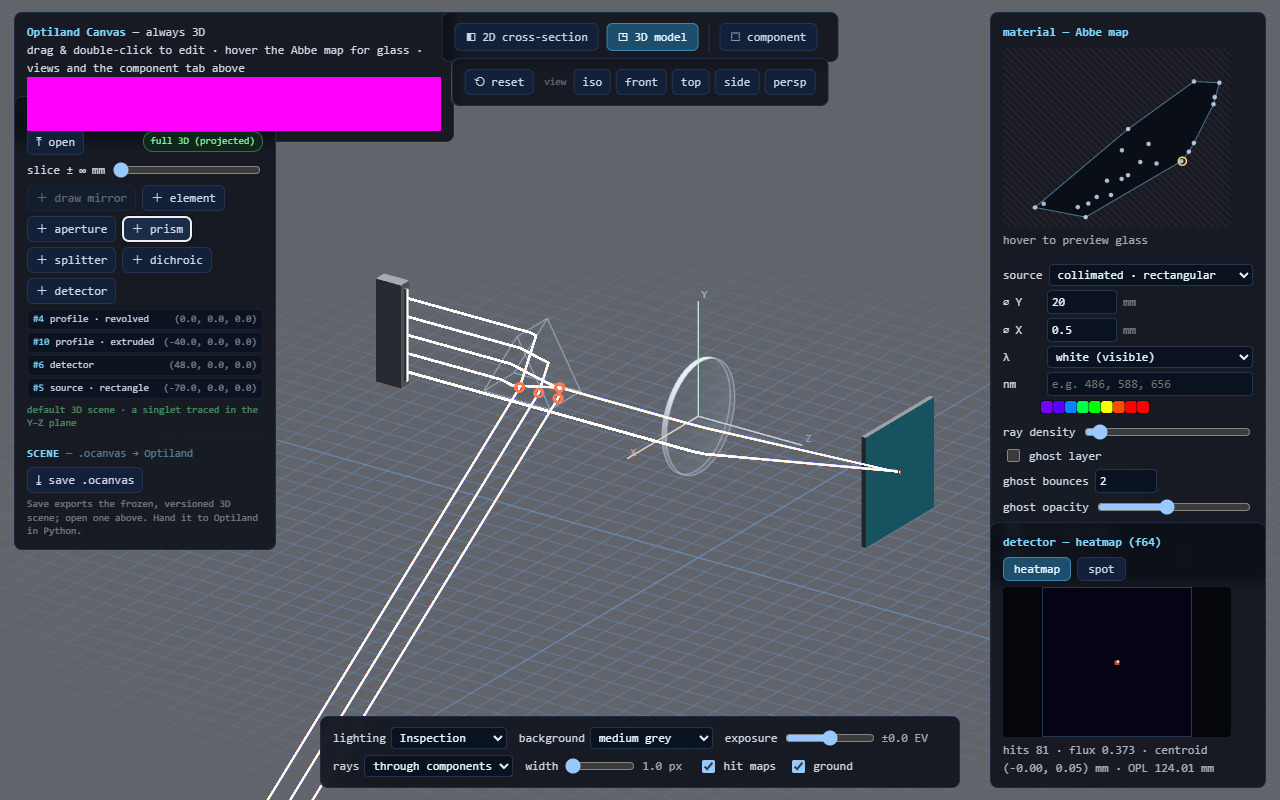 Optiland Canvas — always 3D
drag & double-click to edit · hover the Abbe map for glass ·
views and the component tab above
open
full 3D (projected)
slice ± ∞ mm
+ draw mirror
+ element
+ aperture
+ prism
+ splitter
+ dichroic
+ detector
#4 profile · revolved (0.0, 0.0, 0.0)
#10 profile · extruded (-40.0, 0.0, 0.0)
#6 detector (48.0, 0.0, 0.0)
#5 source · rectangle (-70.0, 0.0, 0.0)
default 3D scene · a singlet traced in the
Y–Z plane
SCENE — .ocanvas → Optiland
save .ocanvas
Save exports the frozen, versioned 3D
scene; open one above. Hand it to Optiland
in Python.
2D cross-section
3D model
component
reset
view
iso
front
top
side
persp
Y
Z
X
lighting Inspection
background medium grey
exposure ±0.0 EV
rays through components
width 1.0 px
hit maps
ground
material — Abbe map
hover to preview glass
source collimated · rectangular
⌀ Y 20 mm
⌀ X 0.5 mm
λ white (visible)
nm e.g. 486, 588, 656
ray density
ghost layer
ghost bounces 2
ghost opacity
detector — heatmap (f64)
heatmap
spot
hits 81 · flux 0.373 · centroid
(-0.00, 0.05) mm · OPL 124.01 mm